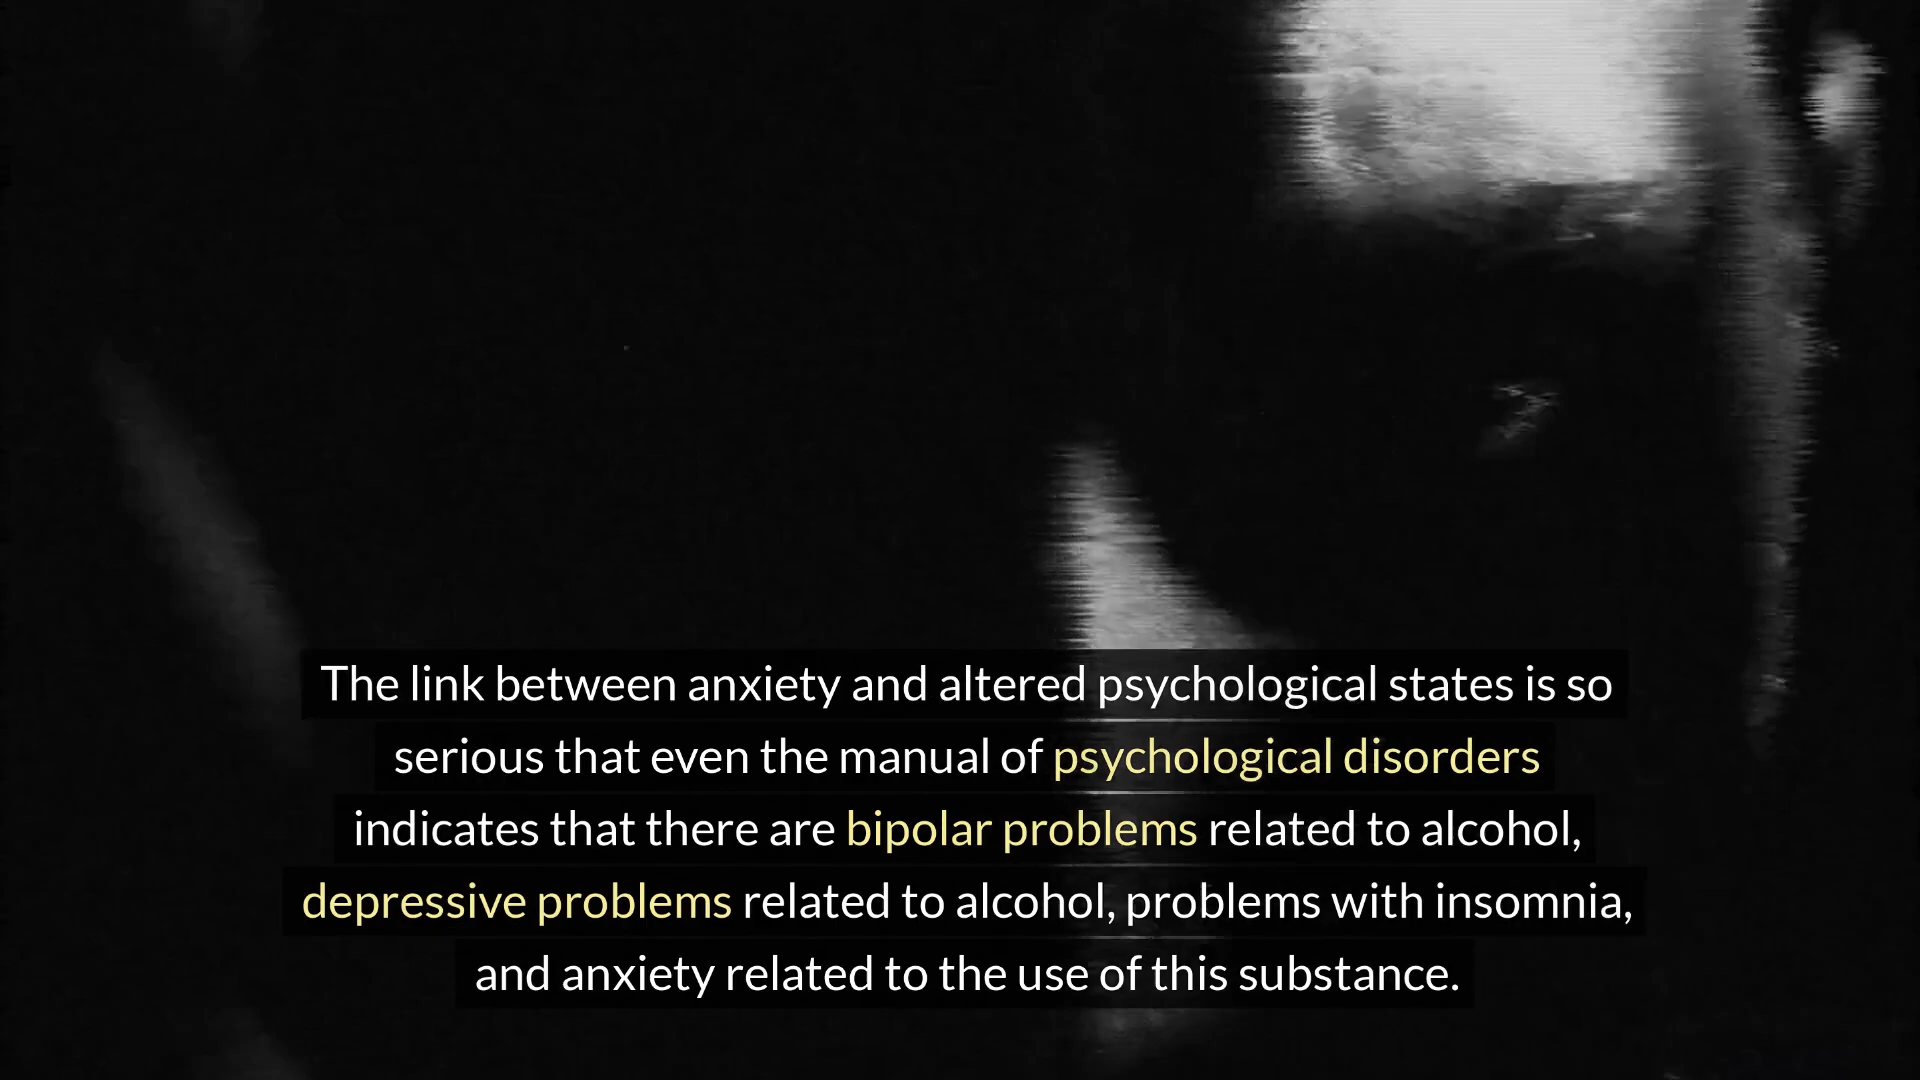 The link between anxiety and altered psychological states is so
serious that even the manual of psychological disorders
indicates that there are bipolar problems related to alcohol,
depressive problems related to alcohol, problems with insomnia,
and anxiety related to the use of this substance.